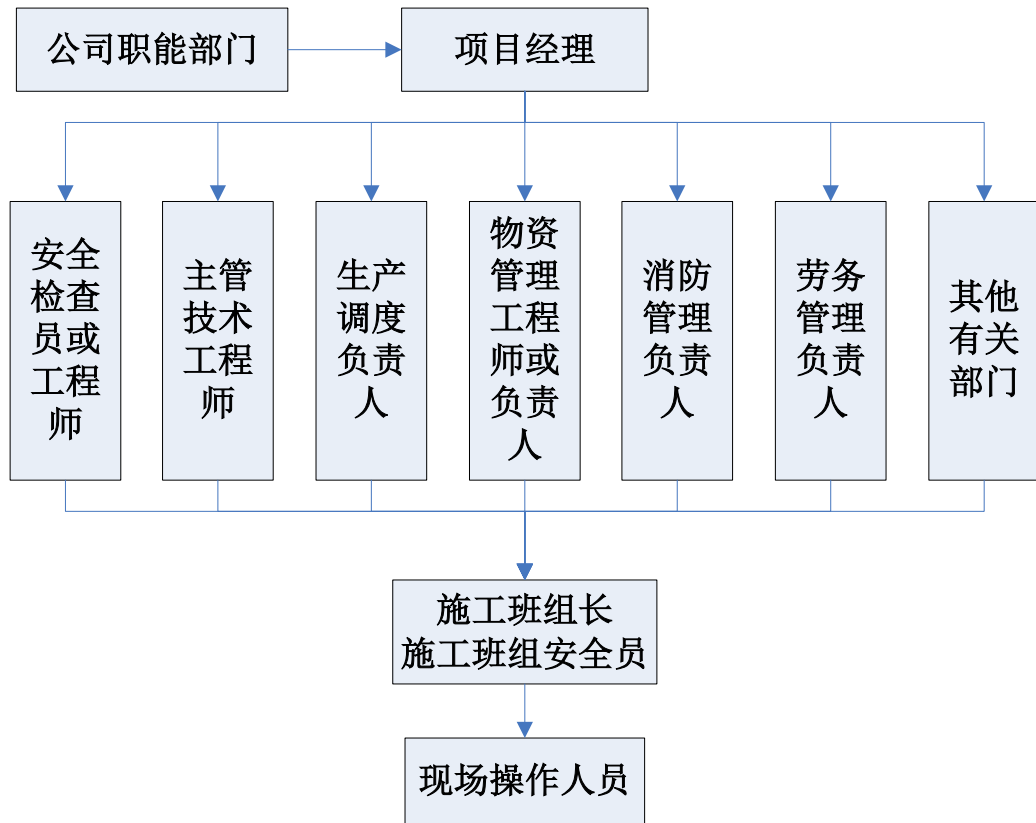 公司职能部门
项目经理
安全
检查
员或
工程
师
主管
技术
工程
师
生产
调度
负责
人
物资
管理
工程
师或
负责
人
消防
管理
负责
人
劳务
管理
负责
人
其他
有关
部门
施工班组长
施工班组安全员
现场操作人员